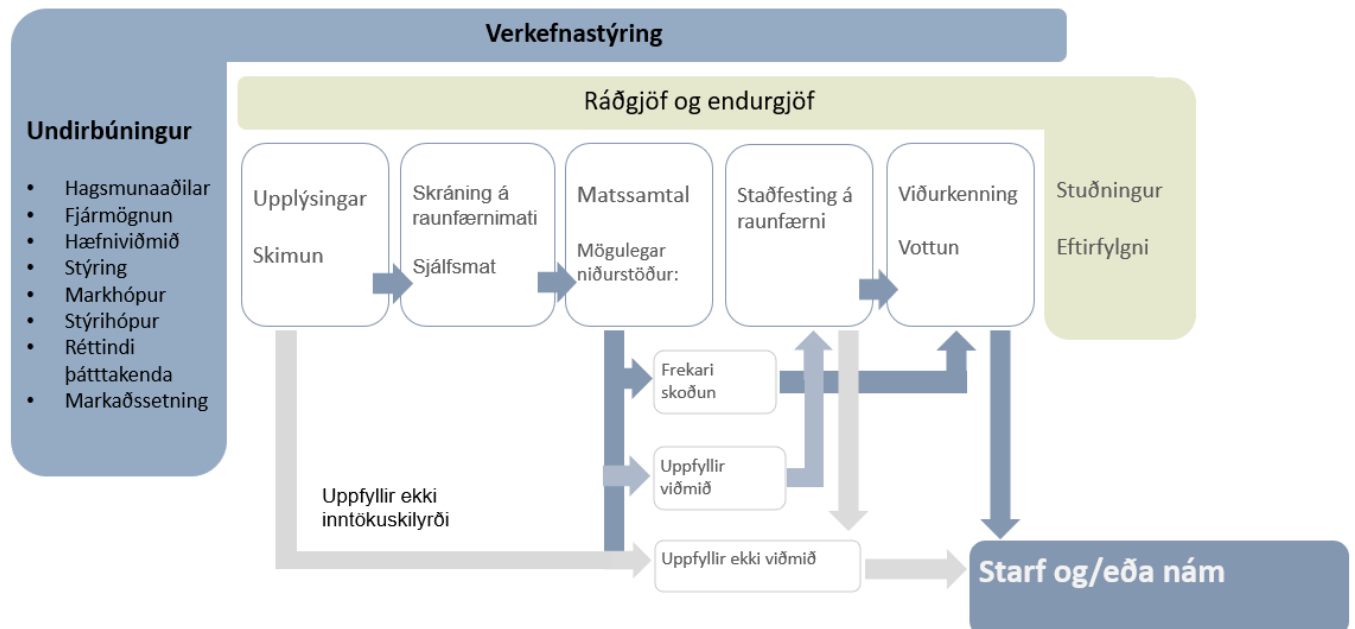 Verkefnastýring
Ráðgjöf og endurgjöf
Undirbúningur
• Hagsmunaaðilar
• Fjármögnun
• Hæfniviðmið
• Stýring
• Markhópur
• Stýrihópur
• Réttindi
þátttakenda
• Markaðssetning
Upplýsingar
Skimun
Skráning á
raunfærnimati
Sjálfsmat
Matssamtal
Mögulegar
niðurstöður:
Staðfesting á
raunfærni
Viðurkenning
Vottun
Stuðningur
Eftirfylgni
Frekari
skoðun
Uppfyllir
viðmið
Uppfyllir ekki
inntökuskilyrði
Uppfyllir ekki viðmið
Starf og/eða nám